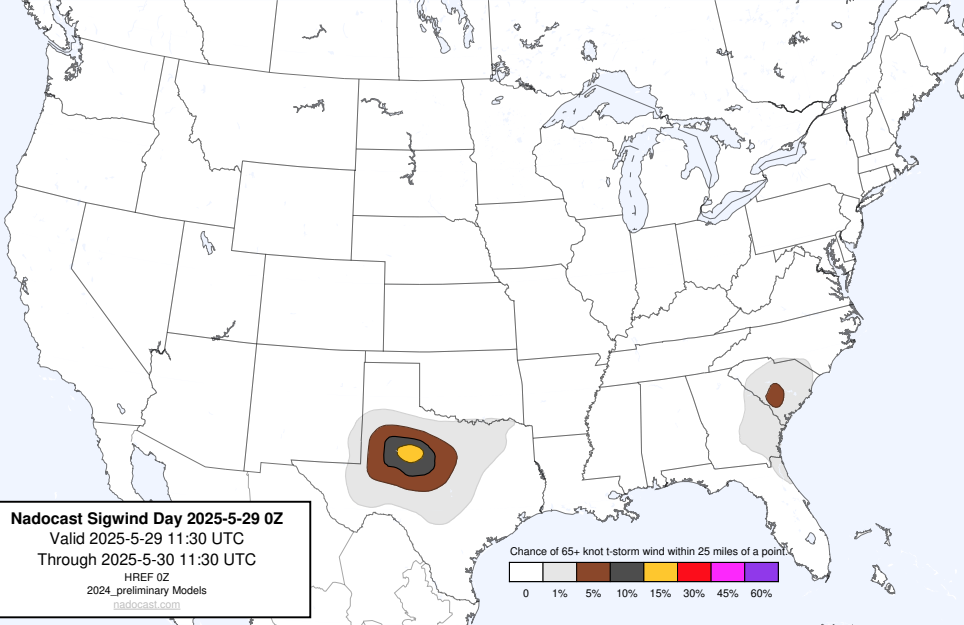 Nadocast Sigwind Day 2025-5-29 0Z
Valid 2025-5-29 11:30 UTC
Through 2025-5-30 11:30 UTC
HREF 0Z
2024_preliminary Models
nadocast.com
Chance of 65+ knot t-storm wind within 25 miles of a point.
0 1% 5% 10% 15% 30% 45% 60%